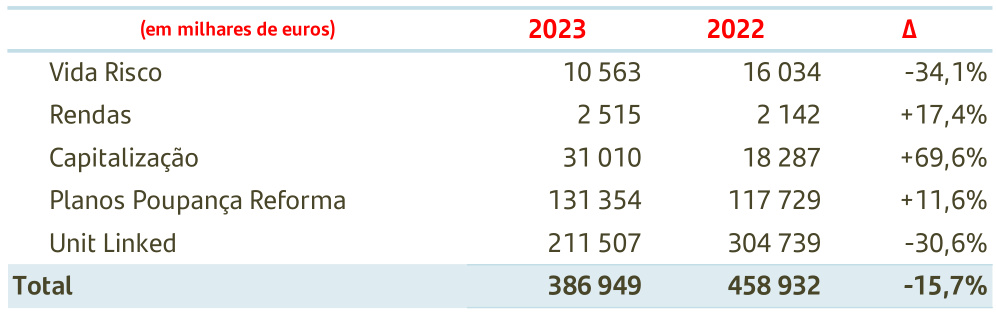 (em milhares de euros) 2023 2022 Δ
Vida Risco 10 563 16 034 -34,1%
Rendas 2 515 2 142 +17,4%
Capitalização 31 010 18 287 +69,6%
Planos Poupança Reforma 131 354 117 729 +11,6%
Unit Linked 211 507 304 739 -30,6%
Total 386 949 458 932 -15,7%